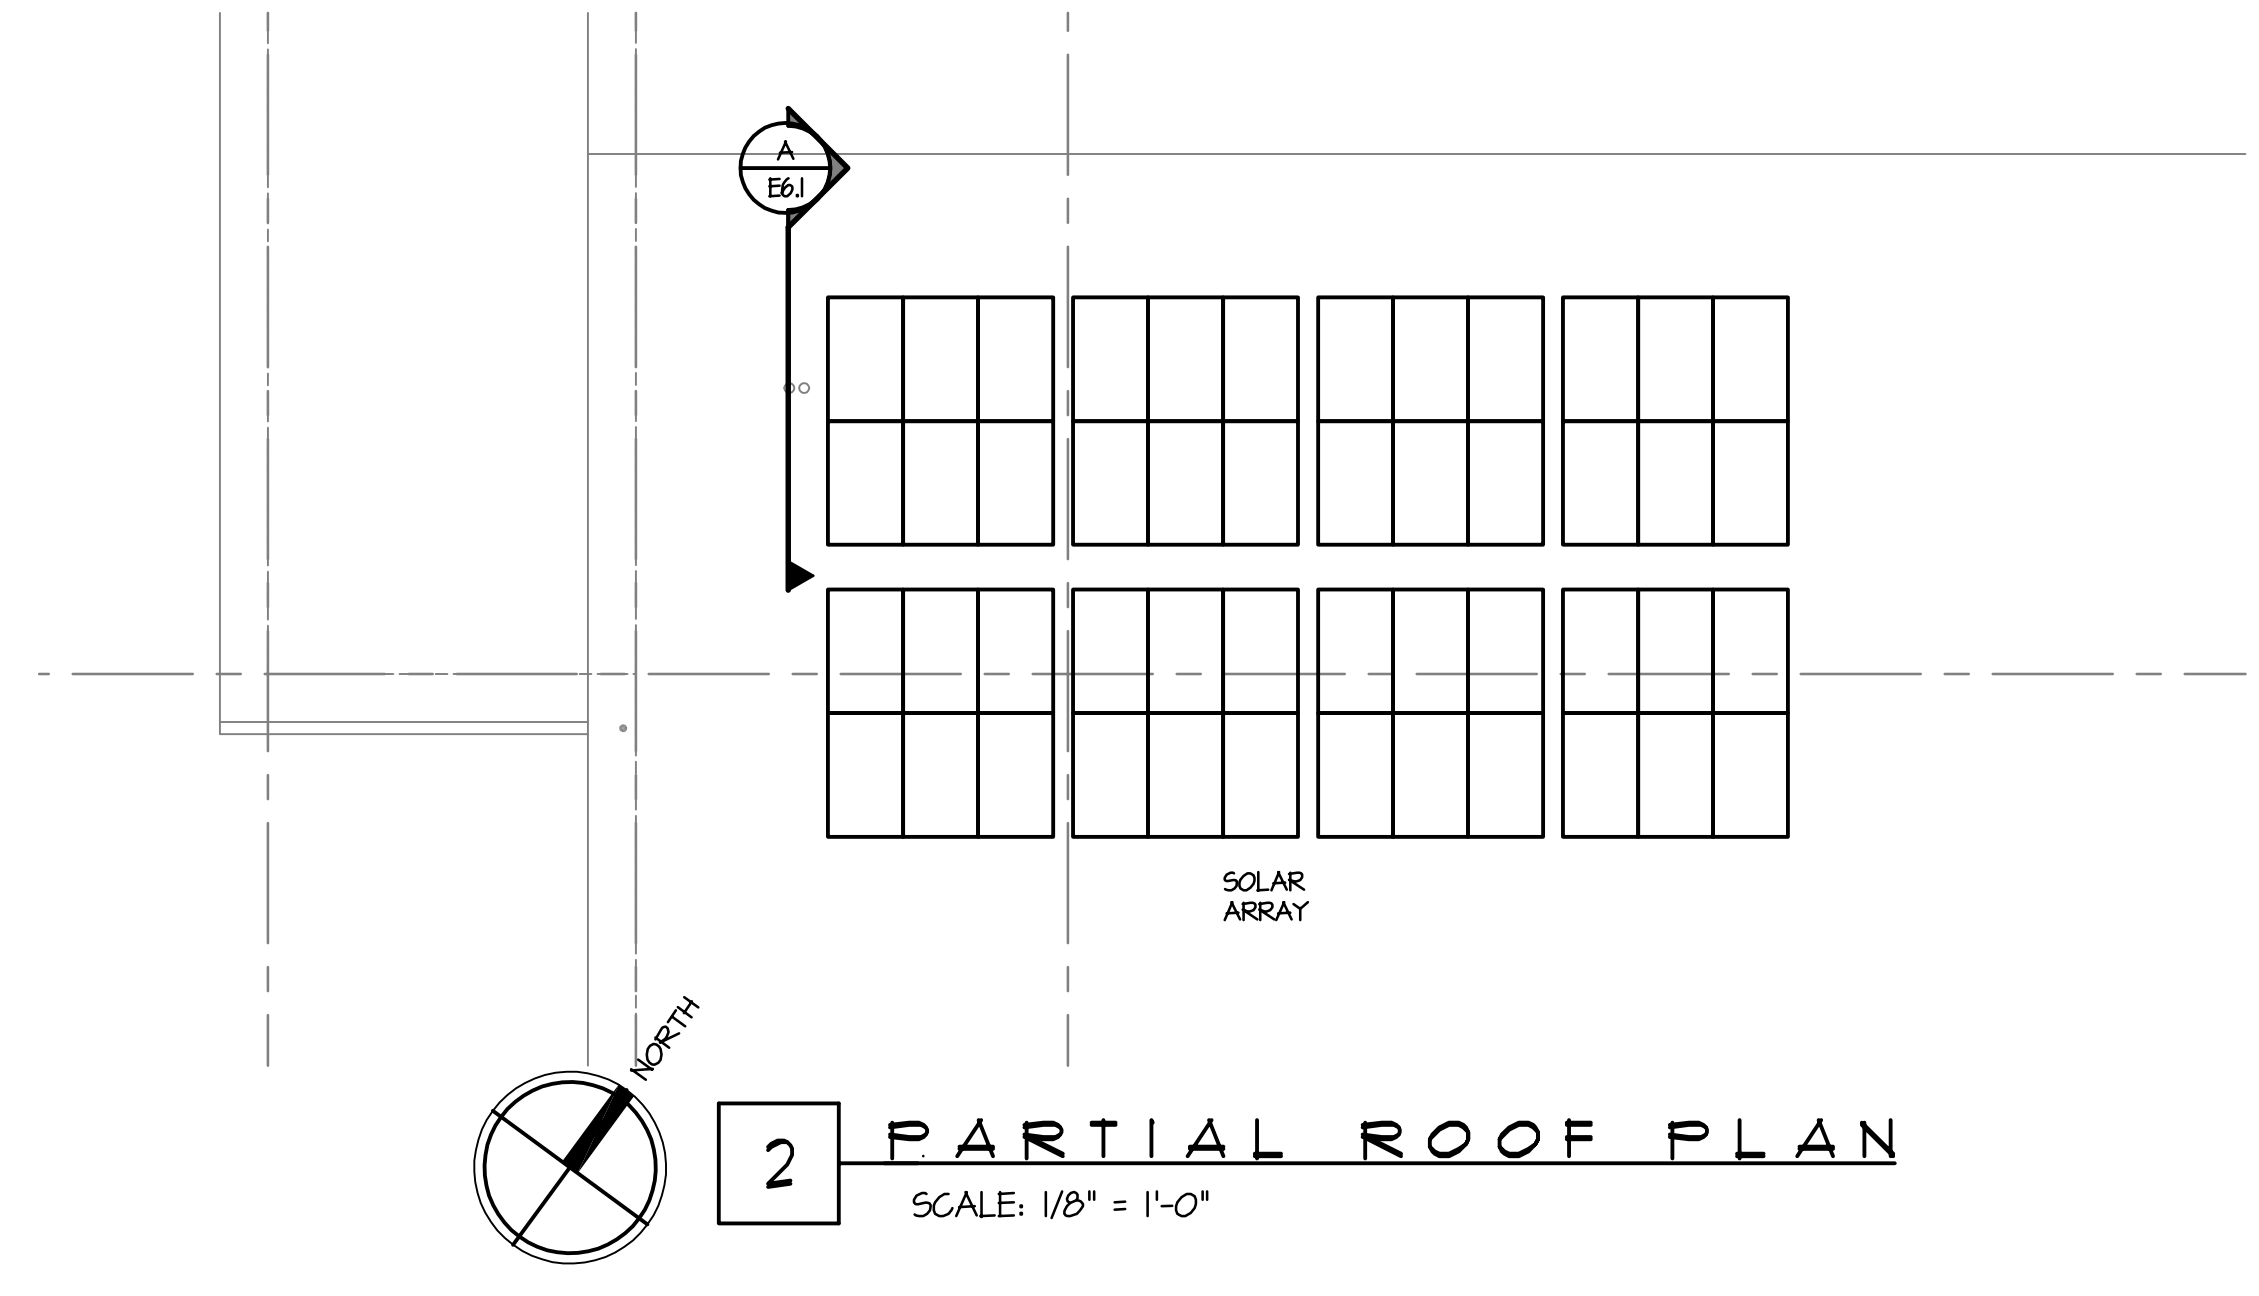 A
E6.1
SOLAR
ARRAY
NORTH
2
PARTIAL ROOF PLAN
SCALE: 1/8" = 1'-0"